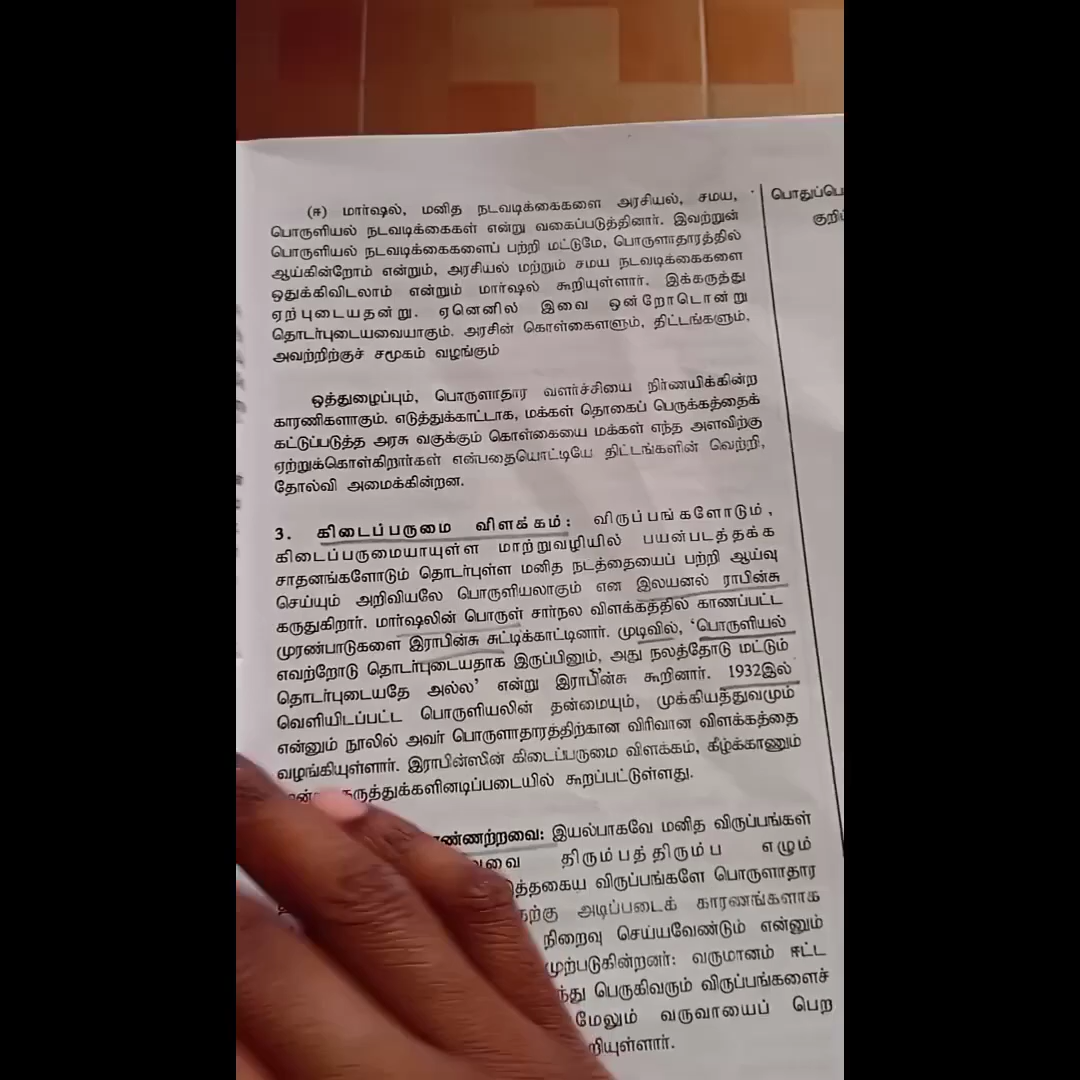 (ஈ) மார்ஷல், மனித நடவடிக்கைகளை அரசியல், சமய,
பொருளியல் நடவடிக்கைகள் என்று வகைப்படுத்தினார். இவற்றுள்
பொருளியல் நடவடிக்கைகளைப் பற்றி மட்டுமே, பொருளாதாரத்தில்
ஆய்கின்றோம் என்றும், அரசியல் மற்றும் சமய நடவடிக்கைகளை
ஒதுக்கிவிடலாம் என்றும் மார்ஷல் கூறியுள்ளார். இக்கருத்து
ஏற்புடையதன்று. ஏனெனில் இவை ஒன்றோடொன்று
தொடர்புடையவையாகும். அரசின் கொள்கைளளும், திட்டங்களும்,
அவற்றிற்குச் சமூகம் வழங்கும்
ஒத்துழைப்பும், பொருளாதார வளர்ச்சியை நிர்ணயிக்கின்ற
காரணிகளாகும். எடுத்துக்காட்டாக, மக்கள் தொகைப் பெருக்கத்தைக்
கட்டுப்படுத்த அரசு வகுக்கும் கொள்கையை மக்கள் எந்த அளவிற்கு
ஏற்றுக்கொள்கிறார்கள் என்பதையொட்டியே திட்டங்களின் வெற்றி,
தோல்வி அமைக்கின்றன.
3. கிடைப்பருமை விளக்கம்: விருப்பங்களோடும்,
கிடைப்பருமையாயுள்ள மாற்றுவழியில் பயன்படத்தக்க
சாதனங்களோடும் தொடர்புள்ள மனித நடத்தையைப் பற்றி ஆய்வு
செய்யும் அறிவியலே பொருளியலாகும் என இலயனல் ராபின்சு
கருதுகிறார். மார்ஷலின் பொருள் சார்நல விளக்கத்தில் காணப்பட்ட
முரண்பாடுகளை இராபின்சு சுட்டிக்காட்டினார். முடிவில், ‘பொருளியல்
எவற்றோடு தொடர்புடையதாக இருப்பினும், அது நலத்தோடு மட்டும்
தொடர்புடையதே அல்ல’ என்று இராபின்சு கூறினார். 1932இல்
வெளியிடப்பட்ட பொருளியலின் தன்மையும், முக்கியத்துவமும்
என்னும் நூலில் அவர் பொருளாதாரத்திற்கான விரிவான விளக்கத்தை
வழங்கியுள்ளார். இராபின்ஸின் கிடைப்பருமை விளக்கம், கீழ்க்காணும்
கருத்துக்களினடிப்படையில் கூறப்பட்டுள்ளது.
இயல்பாகவே மனித விருப்பங்கள்
திரும்பத்திரும்ப எழும்
விருப்பங்களே பொருளாதார
அடிப்படைக் காரணங்களாக
நிறைவு செய்யவேண்டும் என்னும்
முற்படுகின்றனர்: வருமானம் ஈட்ட
பெருகிவரும் விருப்பங்களைச்
மேலும் வருவாயைப் பெற